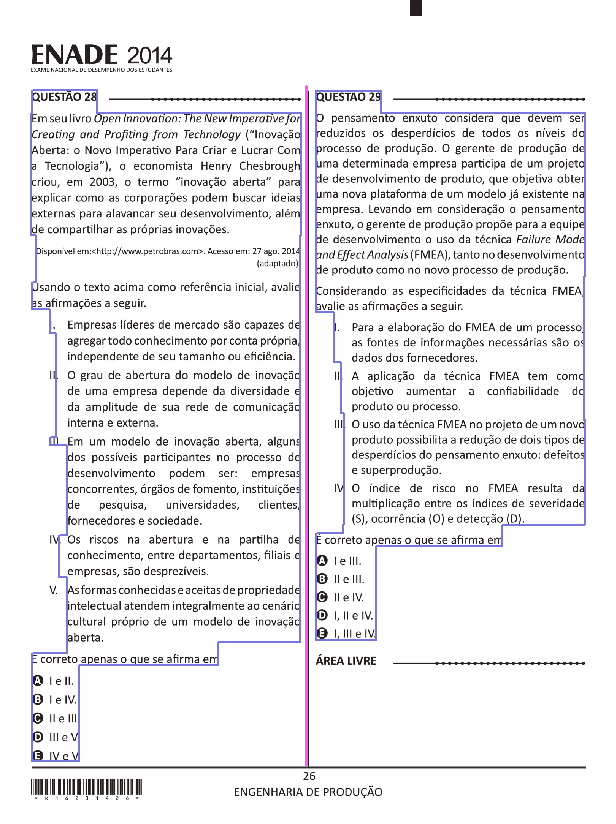 ENADE 2014
EXAME NACIONAL DE DESEMPENHO DOS ESTUDANTES
QUESTÃO 28
Em seu livro Open Innovation: The New Imperative for
Creating and Profiting from Technology (“Inovação
Aberta: o Novo Imperativo Para Criar e Lucrar Com
a Tecnologia”), o economista Henry Chesbrough
criou, em 2003, o termo “inovação aberta” para
explicar como as corporações podem buscar ideias
externas para alavancar seu desenvolvimento, além
de compartilhar as próprias inovações.
Disponível em:<http://www.petrobras.com>. Acesso em: 27 ago. 2014
(adaptado).
Usando o texto acima como referência inicial, avalie
as afirmações a seguir.
I. Empresas líderes de mercado são capazes de
agregar todo conhecimento por conta própria,
independente de seu tamanho ou eficiência.
II. O grau de abertura do modelo de inovação
de uma empresa depende da diversidade e
da amplitude de sua rede de comunicação
interna e externa.
III. Em um modelo de inovação aberta, alguns
dos possíveis participantes no processo de
desenvolvimento podem ser: empresas
concorrentes, órgãos de fomento, instituições
de pesquisa, universidades, clientes,
fornecedores e sociedade.
IV. Os riscos na abertura e na partilha de
conhecimento, entre departamentos, filiais e
empresas, são desprezíveis.
V. As formas conhecidas e aceitas de propriedade
intelectual atendem integralmente ao cenário
cultural próprio de um modelo de inovação
aberta.
É correto apenas o que se afirma em
A I e II.
B I e IV.
C II e III
D III e V
E IV e V
QUESTÃO 29
O pensamento enxuto considera que devem ser
reduzidos os desperdícios de todos os níveis do
processo de produção. O gerente de produção de
uma determinada empresa participa de um projeto
de desenvolvimento de produto, que objetiva obter
uma nova plataforma de um modelo já existente na
empresa. Levando em consideração o pensamento
enxuto, o gerente de produção propõe para a equipe
de desenvolvimento o uso da técnica Failure Mode
and Effect Analysis (FMEA), tanto no desenvolvimento
de produto como no novo processo de produção.
Considerando as especificidades da técnica FMEA,
avalie as afirmações a seguir.
I. Para a elaboração do FMEA de um processo,
as fontes de informações necessárias são os
dados dos fornecedores.
II. A aplicação da técnica FMEA tem como
objetivo aumentar a confiabilidade do
produto ou processo.
III. O uso da técnica FMEA no projeto de um novo
produto possibilita a redução de dois tipos de
desperdícios do pensamento enxuto: defeitos
e superprodução.
IV. O índice de risco no FMEA resulta da
multiplicação entre os índices de severidade
(S), ocorrência (O) e detecção (D).
É correto apenas o que se afirma em
A I e III.
B II e III.
C II e IV.
D I, II e IV.
E I, III e IV.
ÁREA LIVRE
26
ENGENHARIA DE PRODUÇÃO